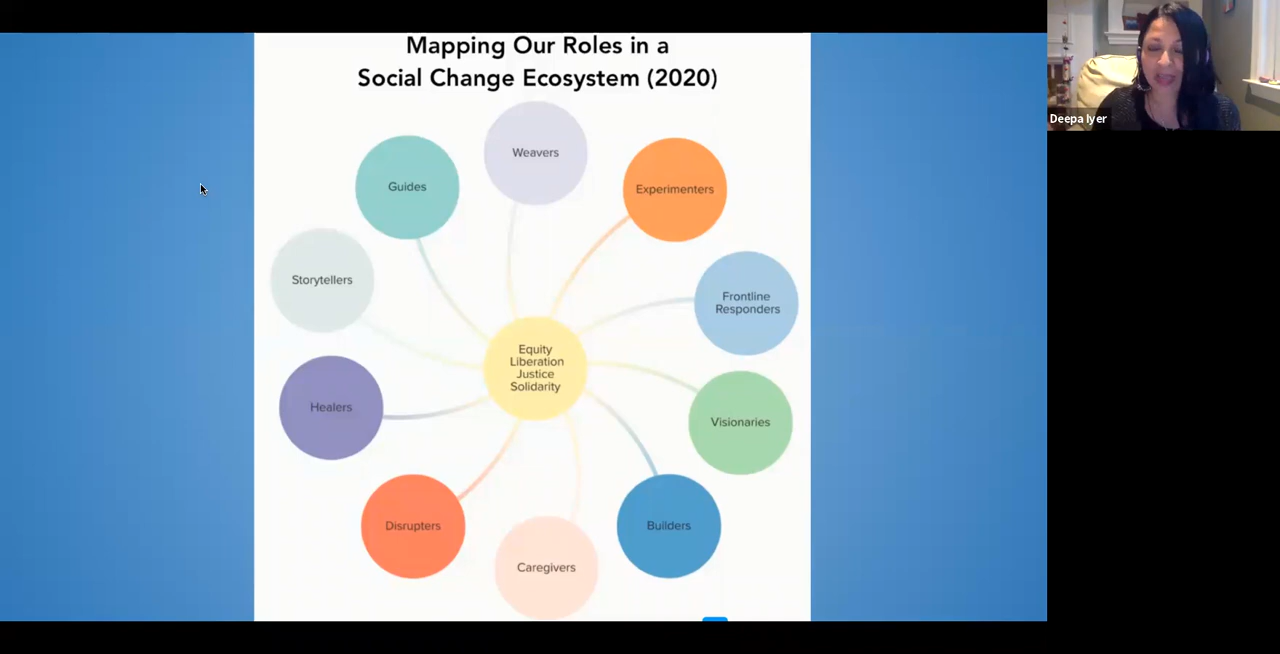 Mapping Our Roles in a
Social Change Ecosystem (2020)
Weavers
Guides
Experimenters
Storytellers
Frontline
Responders
Equity
Liberation
Justice
Solidarity
Healers
Visionaries
Disrupters
Builders
Caregivers
Deepa Iyer